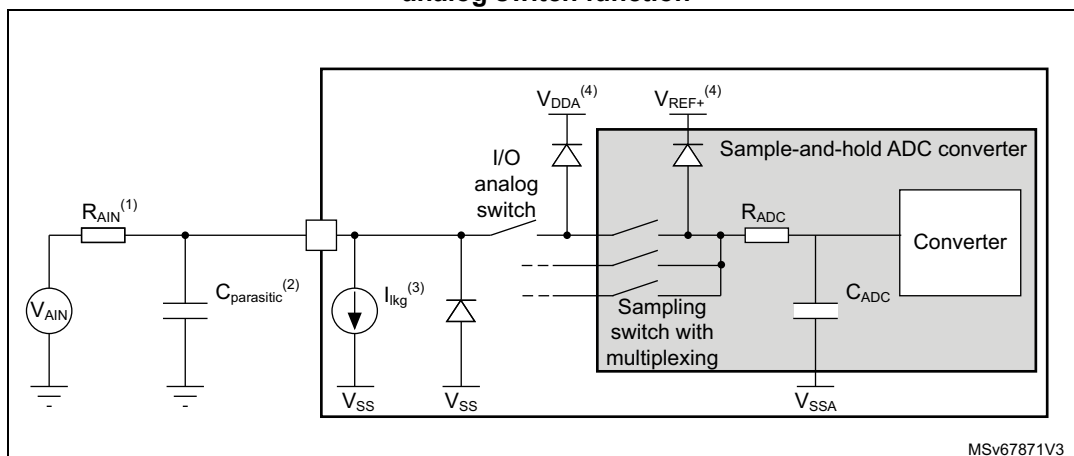 analog switch function
VDDA(4)
VREF+(4)
Sample-and-hold ADC converter
I/O
analog
switch
RAIN(1)
RADC
Converter
Cparasitic(2)
Ilkg(3)
CADC
VAIN
Sampling
switch with
multiplexing
VSS
VSS
VSSA
MSv67871V3